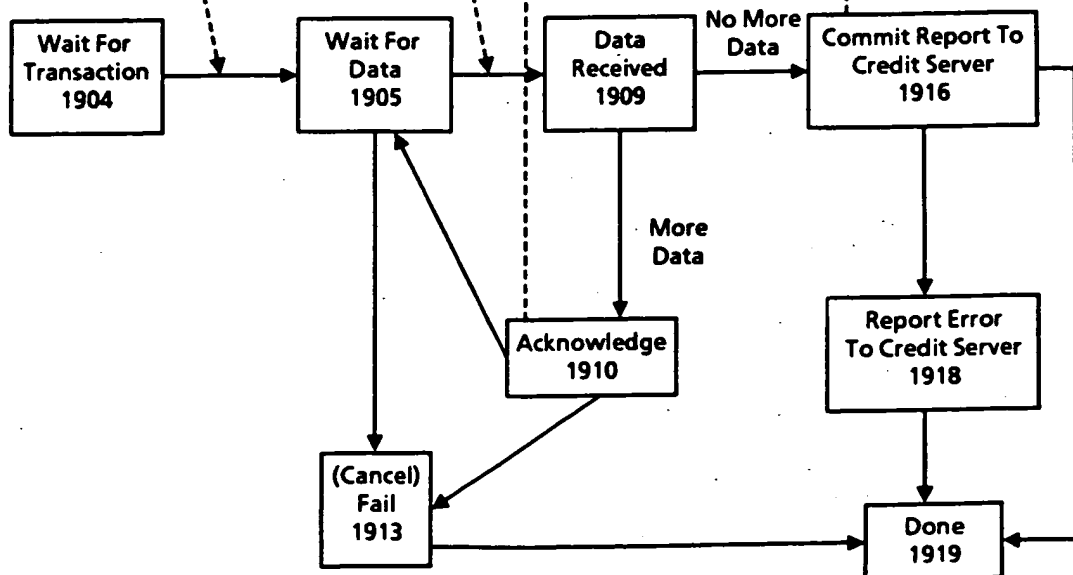 Wait For
Transaction
1904
Wait For
Data
1905
Data
Received
1909
No More
Data
Commit Report To
Credit Server
1916
More
Data
Acknowledge
1910
Report Error
To Credit Server
1918
(Cancel)
Fail
1913
Done
1919